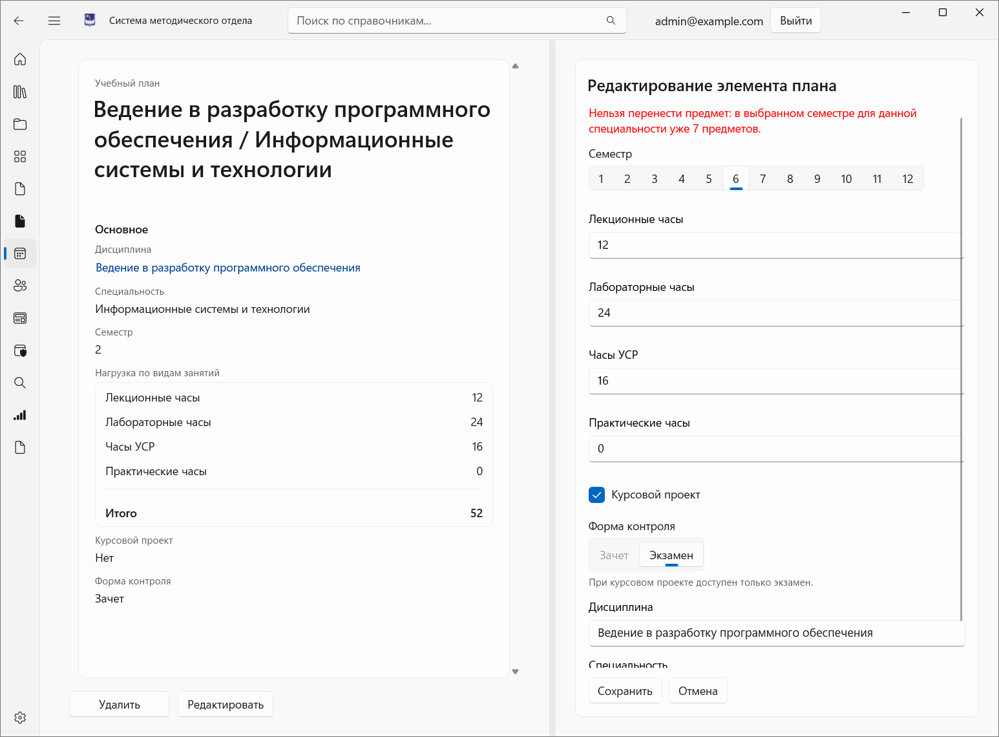 Система методического отдела
Поиск по справочникам...
admin@example.com
Выйти
Учебный план
Ведение в разработку программного
обеспечения / Информационные
системы и технологии
Основное
Дисциплина
Ведение в разработку программного обеспечения
Специальность
Информационные системы и технологии
Семестр
2
Нагрузка по видам занятий
Лекционные часы 12
Лабораторные часы 24
Часы УСР 16
Практические часы 0
Итого 52
Курсовой проект
Нет
Форма контроля
Зачет
Удалить
Редактировать
Редактирование элемента плана
Нельзя перенести предмет: в выбранном семестре для данной
специальности уже 7 предметов.
Семестр
1 2 3 4 5 6 7 8 9 10 11 12
Лекционные часы
12
Лабораторные часы
24
Часы УСР
16
Практические часы
0
Курсовой проект
Форма контроля
Зачет Экзамен
При курсовом проекте доступен только экзамен.
Дисциплина
Ведение в разработку программного обеспечения
Специальность
Сохранить
Отмена